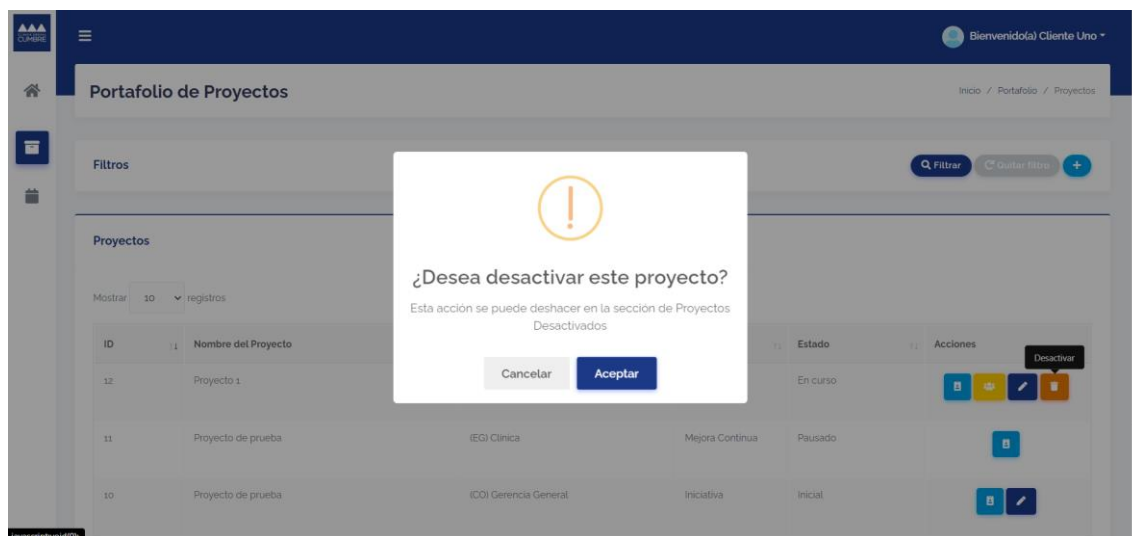 CUMBRE
Bienvenido(a) Cliente Uno
Portafolio de Proyectos
Inicio / Portafolio / Proyectos
Filtros
Filtrar
Quitar filtro
+
Proyectos
Mostrar 10 registros
¿Desea desactivar este proyecto?
Esta acción se puede deshacer en la sección de Proyectos
Desactivados
Cancelar
Aceptar
ID Nombre del Proyecto Estado Acciones
Desactivar
12 Proyecto 1 En curso
11 Proyecto de prueba (EG) Clinica Mejora Continua Pausado
10 Proyecto de prueba (CO) Gerencia General Iniciativa Inicial